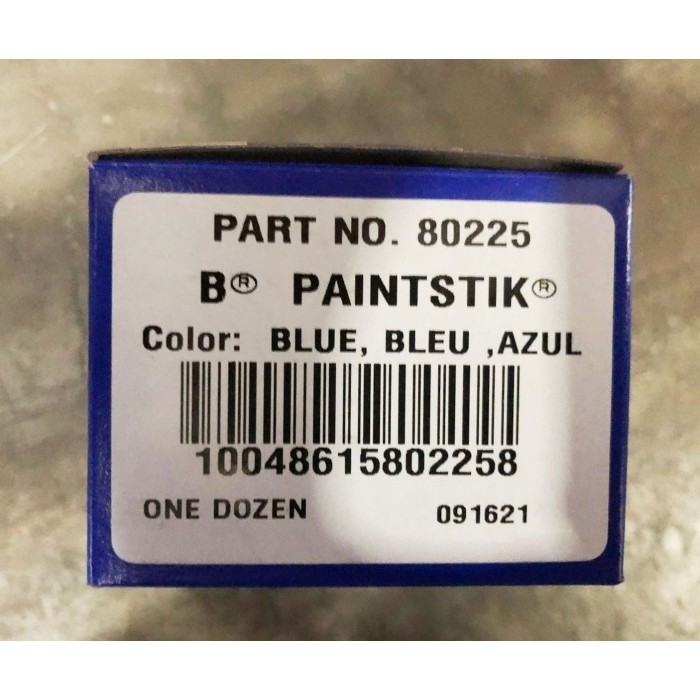 PART NO. 80225
B® PAINTSTIK®
Color: BLUE, BLEU ,AZUL
10048615802258
ONE DOZEN 091621